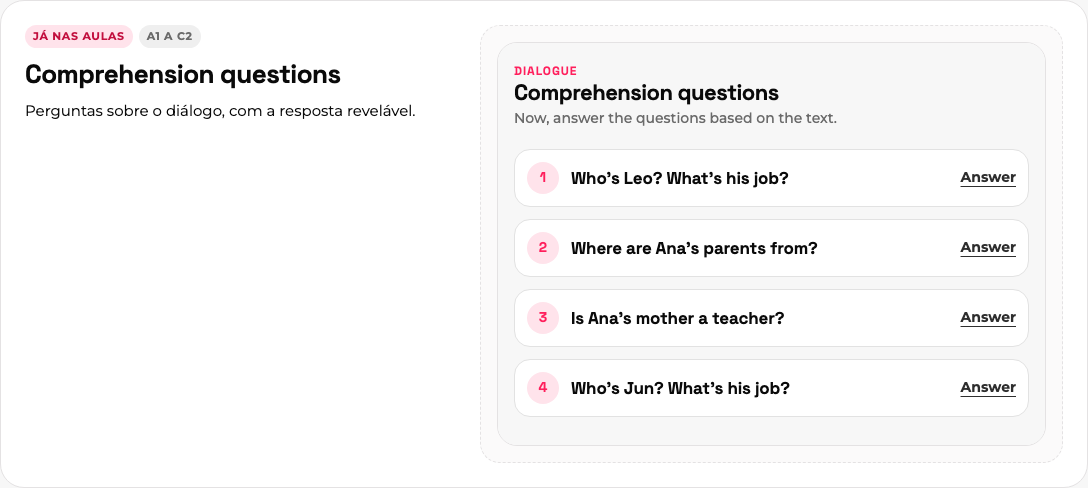 JÁ NAS AULAS
A1 A C2
Comprehension questions
Perguntas sobre o diálogo, com a resposta revelável.
DIALOGUE
Comprehension questions
Now, answer the questions based on the text.
1 Who’s Leo? What’s his job? Answer
2 Where are Ana’s parents from? Answer
3 Is Ana’s mother a teacher? Answer
4 Who’s Jun? What’s his job? Answer